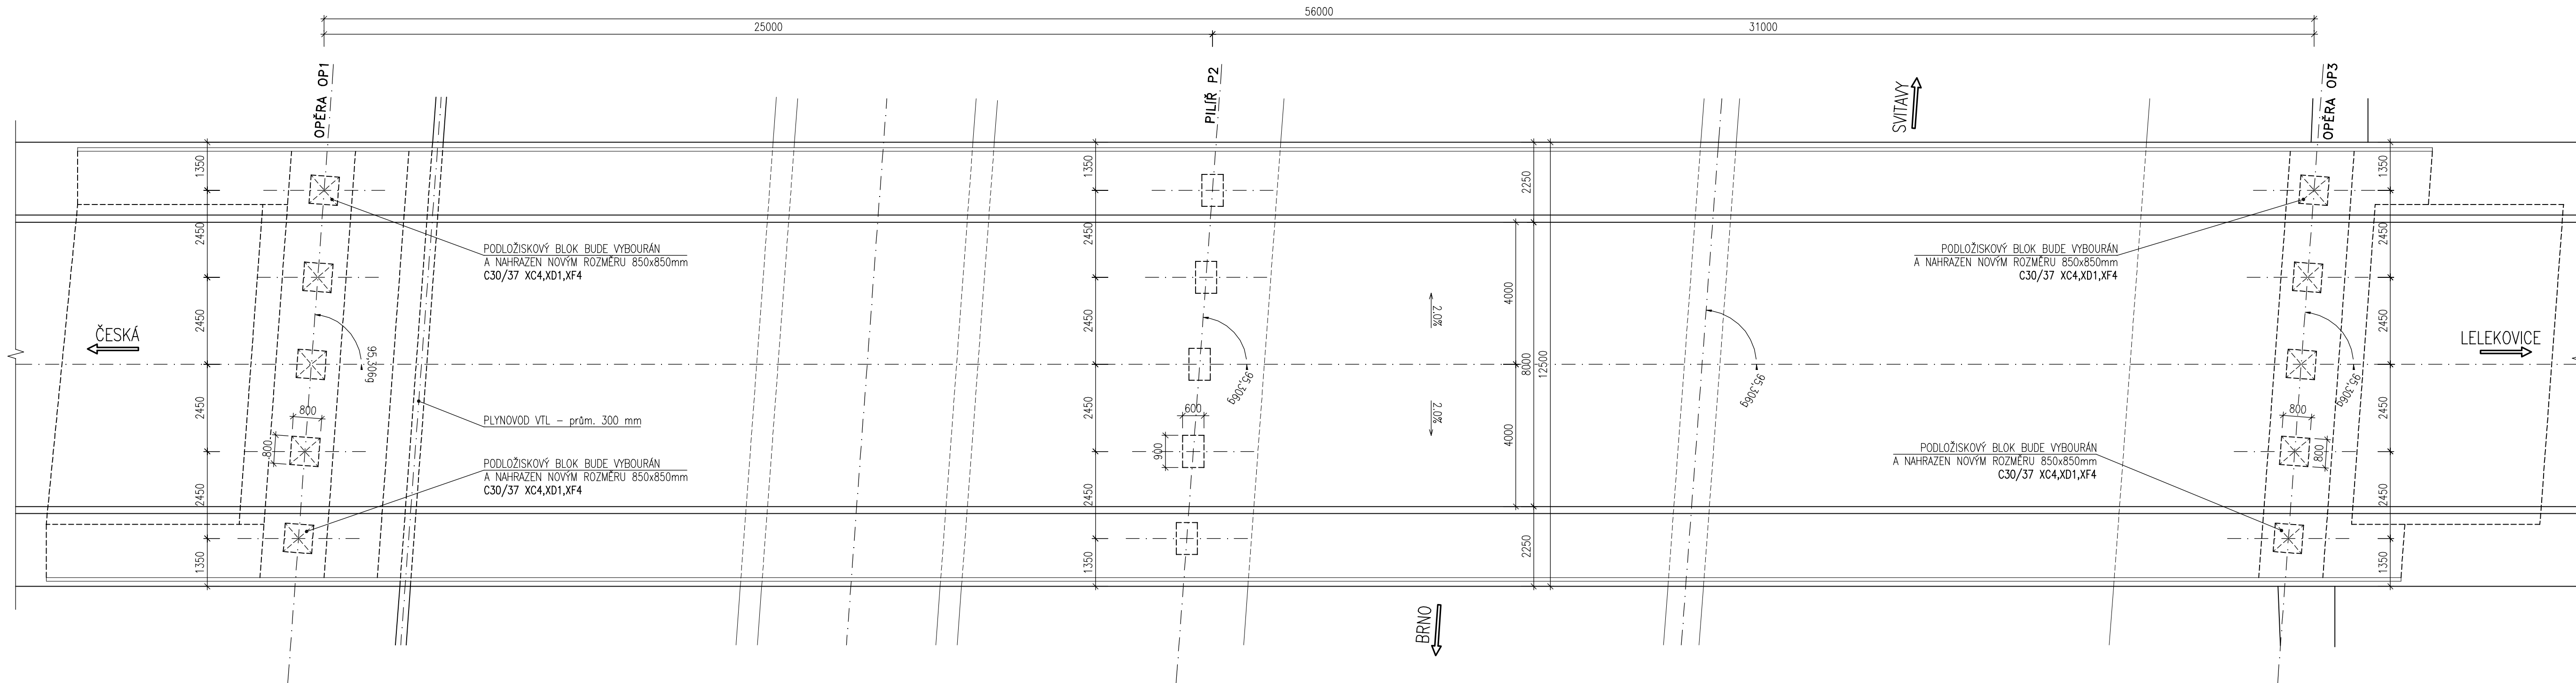 56000
25000
31000
OPĚRA OP1
PILÍŘ P2
SVITAVY
OPĚRA OP3
1350
2450
2450
2450
2450
1350
ČESKÁ
PODLOŽISKOVÝ BLOK BUDE VYBOURÁN
A NAHRAZEN NOVÝM ROZMĚRU 850x850mm
C30/37 XC4,XD1,XF4
95,306g
PLYNOVOD VTL – prům. 300 mm
800
800
PODLOŽISKOVÝ BLOK BUDE VYBOURÁN
A NAHRAZEN NOVÝM ROZMĚRU 850x850mm
C30/37 XC4,XD1,XF4
1350
2450
2450
2450
2450
1350
95,306g
600
900
2.0%
2.0%
4000
4000
2250
8000
2250
12500
BRNO
95,306g
PODLOŽISKOVÝ BLOK BUDE VYBOURÁN
A NAHRAZEN NOVÝM ROZMĚRU 850x850mm
C30/37 XC4,XD1,XF4
PODLOŽISKOVÝ BLOK BUDE VYBOURÁN
A NAHRAZEN NOVÝM ROZMĚRU 850x850mm
C30/37 XC4,XD1,XF4
95,306g
800
800
1350
2450
2450
2450
2450
1350
LELEKOVICE